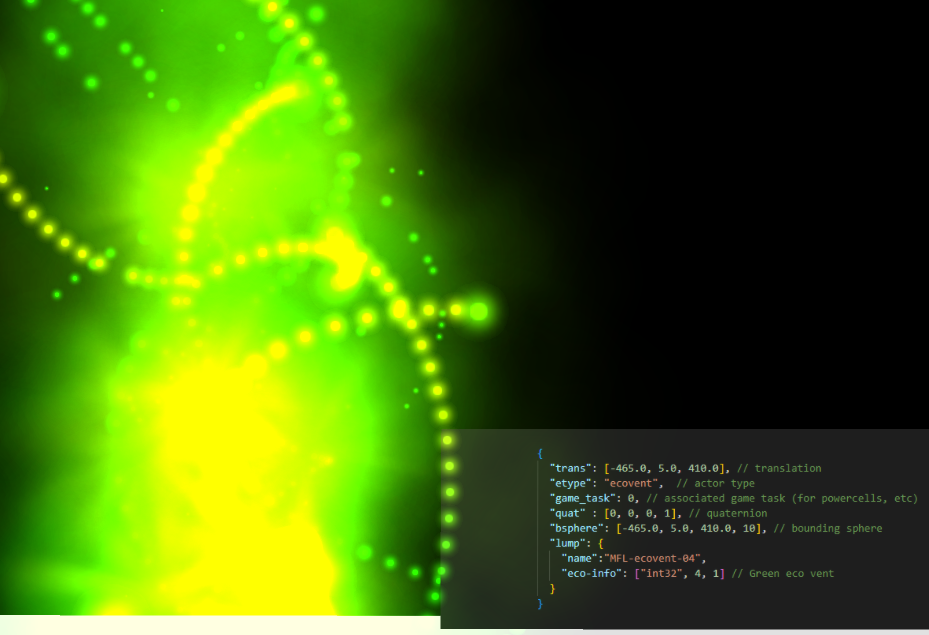 {
"trans": [-465.0, 5.0, 410.0], // translation
"etype": "ecovent",  // actor type
"game_task": 0, // associated game task (for powercells, etc)
"quat" : [0, 0, 0, 1], // quaternion
"bsphere": [-465.0, 5.0, 410.0, 10], // bounding sphere
"lump": {
"name":"MFL-ecovent-04",
"eco-info": ["int32", 4, 1] // Green eco vent
}
}